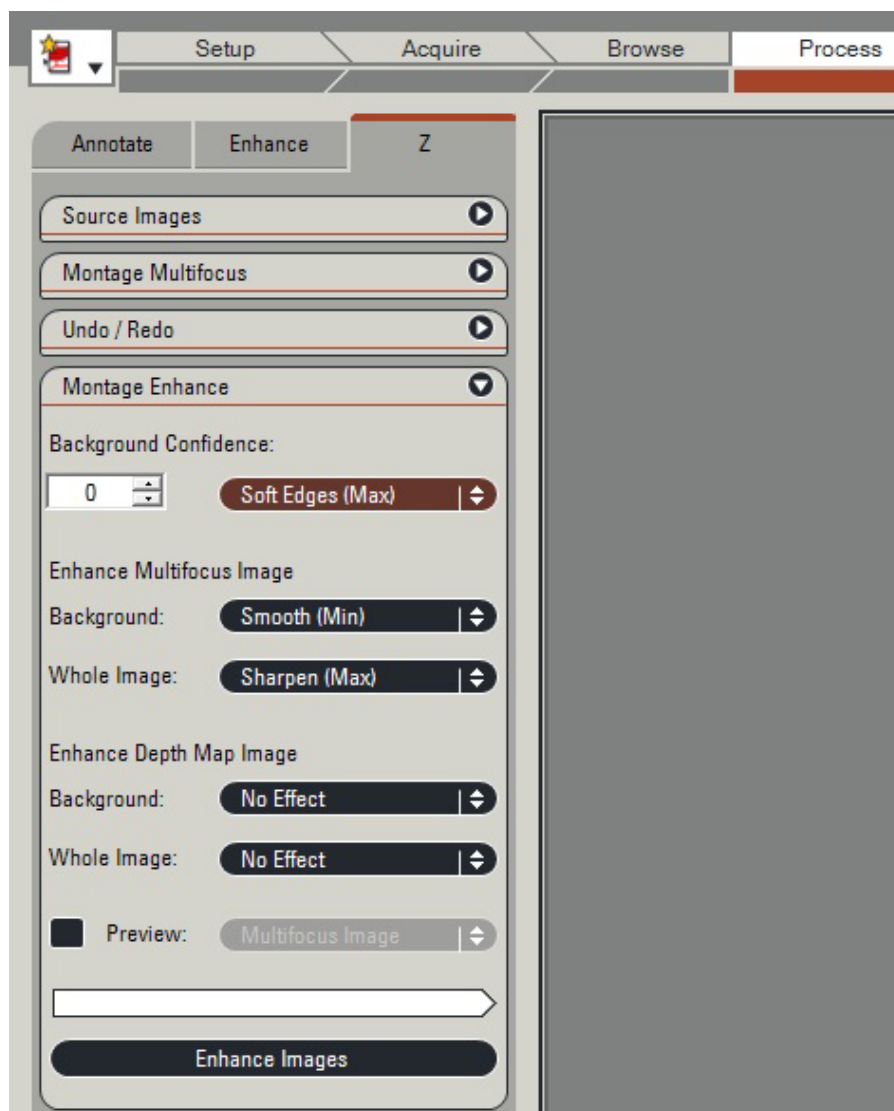 Setup Acquire Browse Process
Annotate Enhance Z
Source Images
Montage Multifocus
Undo / Redo
Montage Enhance
Background Confidence:
0 Soft Edges (Max)
Enhance Multifocus Image
Background: Smooth (Min)
Whole Image: Sharpen (Max)
Enhance Depth Map Image
Background: No Effect
Whole Image: No Effect
Preview: Multifocus Image
Enhance Images